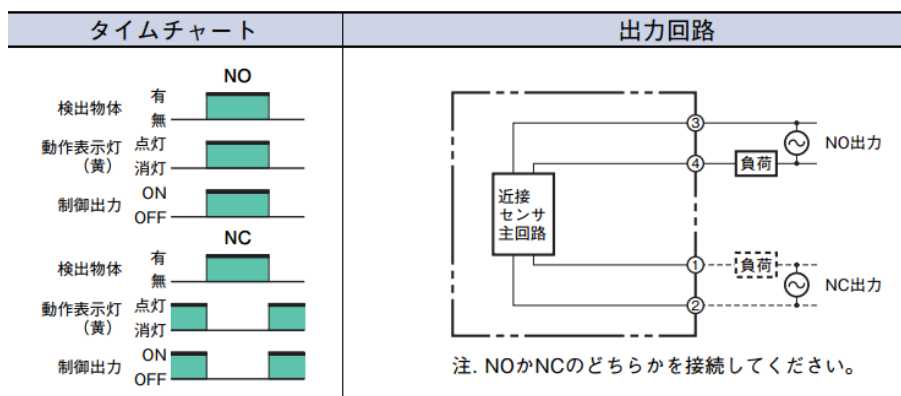 タイムチャート
出力回路
NO
検出物体
有
無
動作表示灯
(黄)
点灯
消灯
制御出力
ON
OFF
NC
検出物体
有
無
動作表示灯
(黄)
点灯
消灯
制御出力
ON
OFF
近接
センサ
主回路
③
④
負荷
NO出力
①
負荷
②
NC出力
注. NOかNCのどちらかを接続してください。